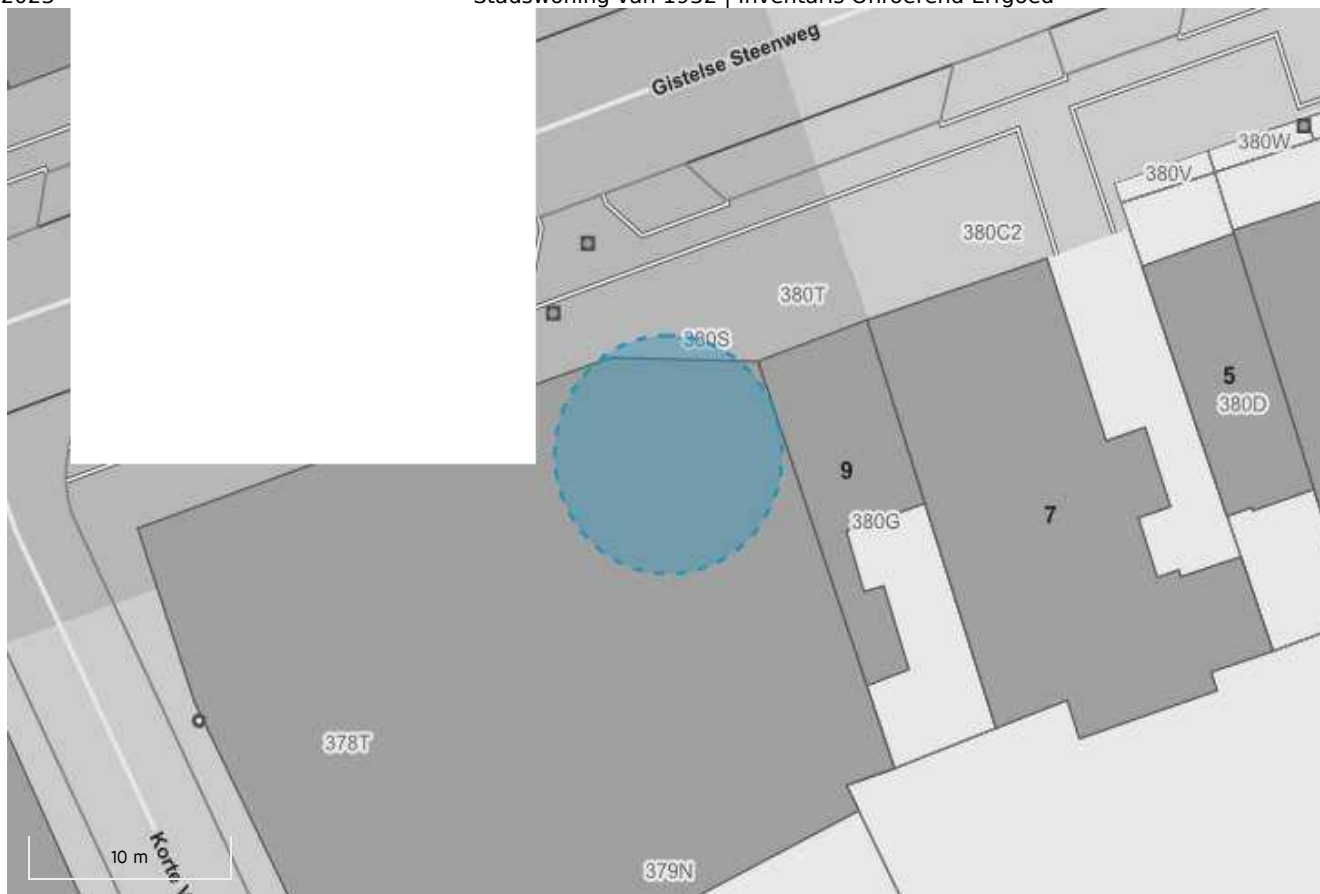 Stadswoning van 1932 | Inventaris Onroerend Erfgoed
Gistelse Steenweg
380W
380V
380C2
380T
380S
5
380D
9
7
380G
378T
10 m
Korte
379N